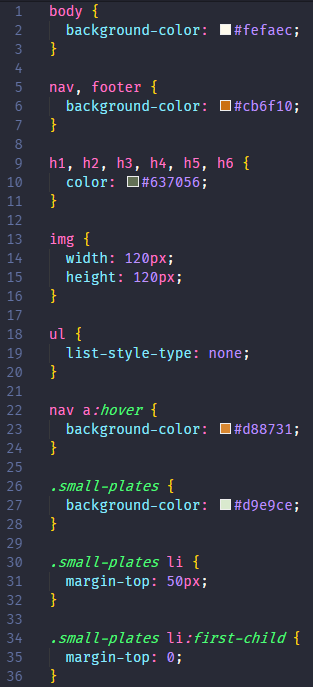 1 body {
2   background-color: #fefaec;
3 }
4
5 nav, footer {
6   background-color: #cb6f10;
7 }
8
9 h1, h2, h3, h4, h5, h6 {
10   color: #637056;
11 }
12
13 img {
14   width: 120px;
15   height: 120px;
16 }
17
18 ul {
19   list-style-type: none;
20 }
21
22 nav a:hover {
23   background-color: #d88731;
24 }
25
26 .small-plates {
27   background-color: #d9e9ce;
28 }
29
30 .small-plates li {
31   margin-top: 50px;
32 }
33
34 .small-plates li:first-child {
35   margin-top: 0;
36 }